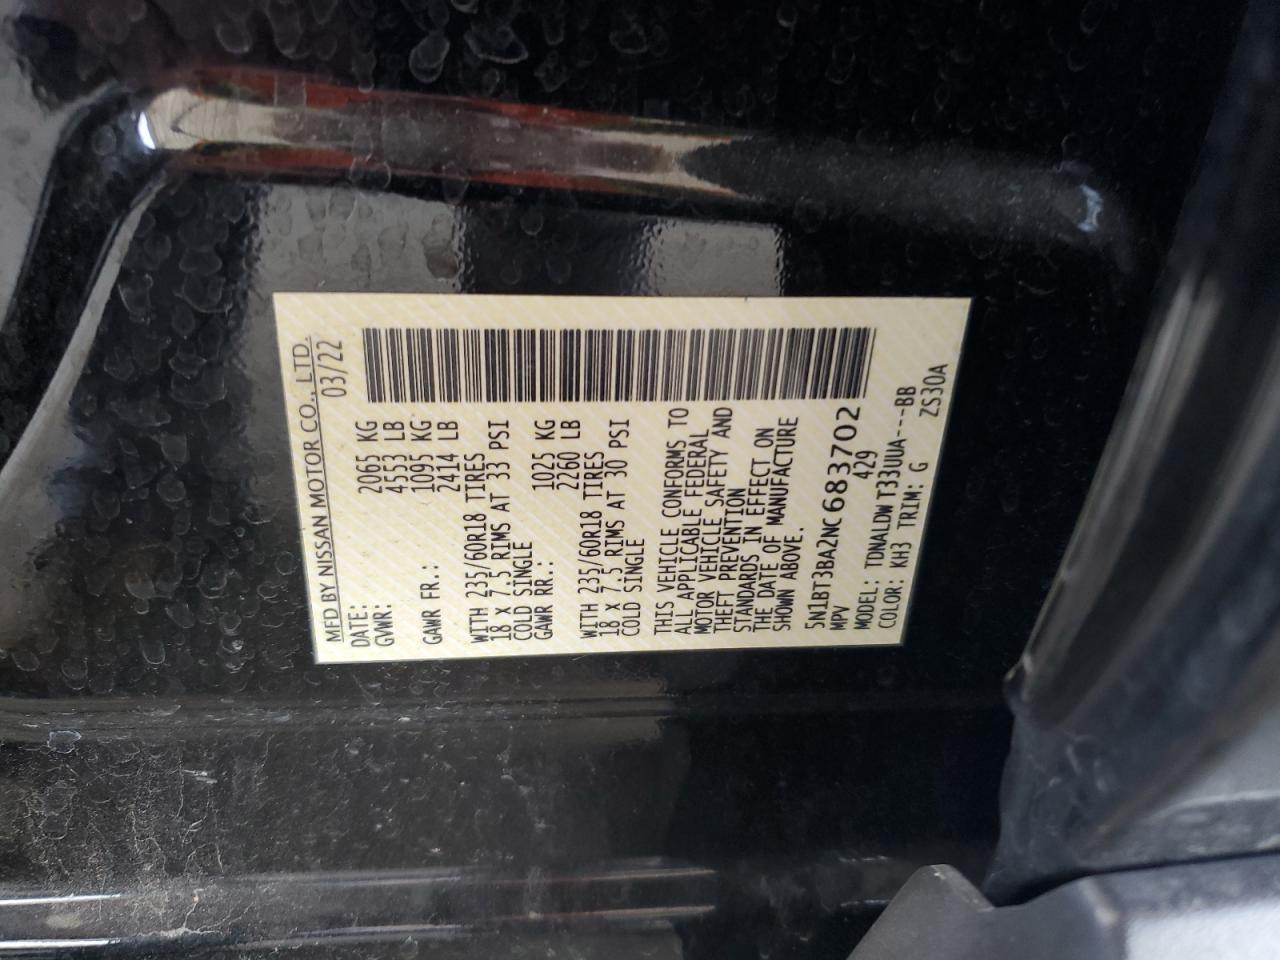 MFD BY NISSAN MOTOR CO., LTD.
DATE: 03/22
GVWR: 2065 KG
4553 LB
GAWR FR.: 1095 KG
2414 LB
WITH 235/60R18 TIRES
18 X 7.5 RIMS AT 33 PSI
COLD SINGLE
GAWR RR.: 1025 KG
2260 LB
WITH 235/60R18 TIRES
18 X 7.5 RIMS AT 30 PSI
COLD SINGLE
THIS VEHICLE CONFORMS TO
ALL APPLICABLE FEDERAL
MOTOR VEHICLE SAFETY AND
THEFT PREVENTION
STANDARDS IN EFFECT ON
THE DATE OF MANUFACTURE
SHOWN ABOVE.
5N1BT3BA2NC683702
MPV 429
MODEL: TDNALDWT33UUA---BB
COLOR: KH3 TRIM: G ZS30A